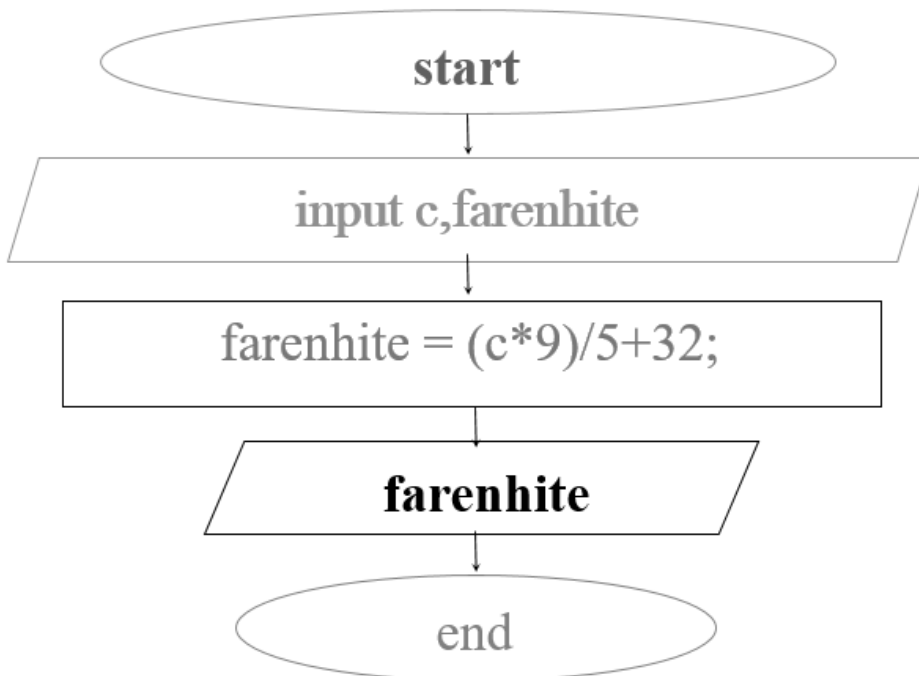 start
input c,farenhite
farenhite = (c*9)/5+32;
farenhite
end